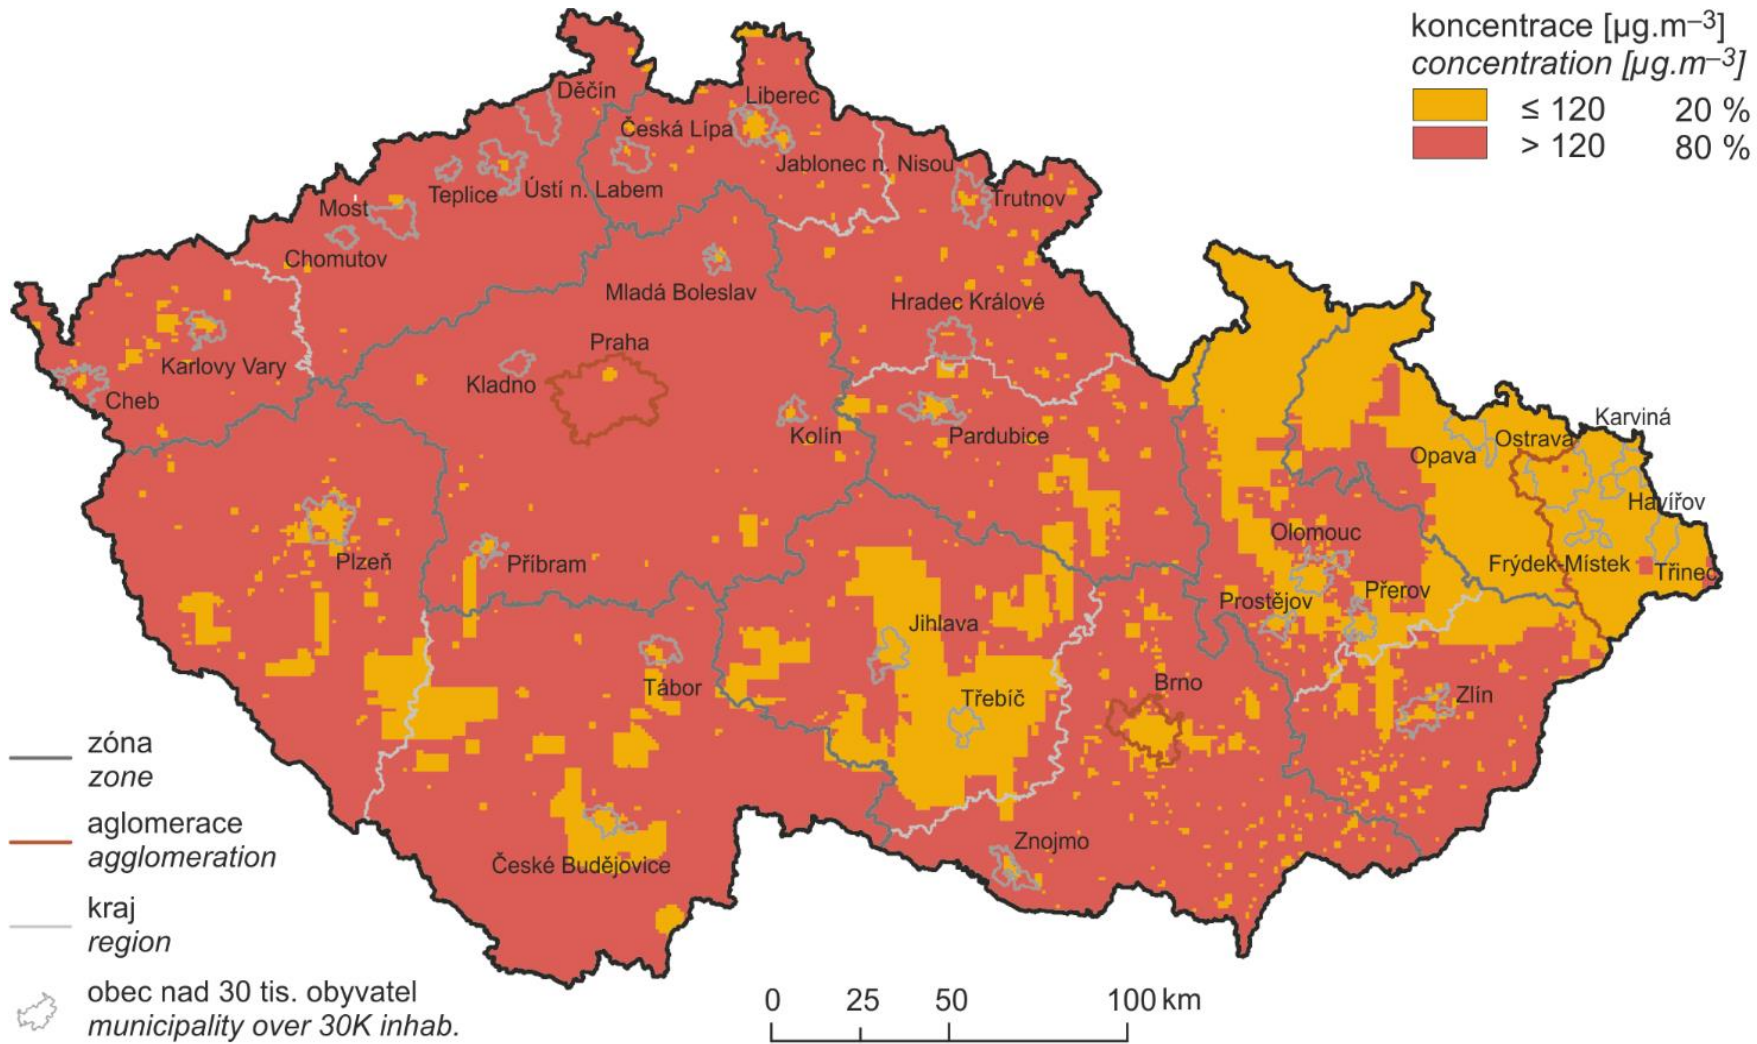 koncentrace [µg.m⁻³]
concentration [µg.m⁻³]
≤ 120 20 %
> 120 80 %
Děčín
Liberec
Česká Lípa
Jablonec n. Nisou
Teplice
Ústí n. Labem
Trutnov
Most
Chomutov
Mladá Boleslav
Hradec Králové
Praha
Karlovy Vary
Kladno
Cheb
Kolín
Pardubice
Karviná
Ostrava
Opava
Havířov
Olomouc
Plzeň
Příbram
Frýdek-Místek
Třinec
Přerov
Prostějov
Jihlava
Tábor
Třebíč
Brno
Zlín
Znojmo
České Budějovice
zóna
zone
aglomerace
agglomeration
kraj
region
obec nad 30 tis. obyvatel
municipality over 30K inhab.
0 25 50 100 km